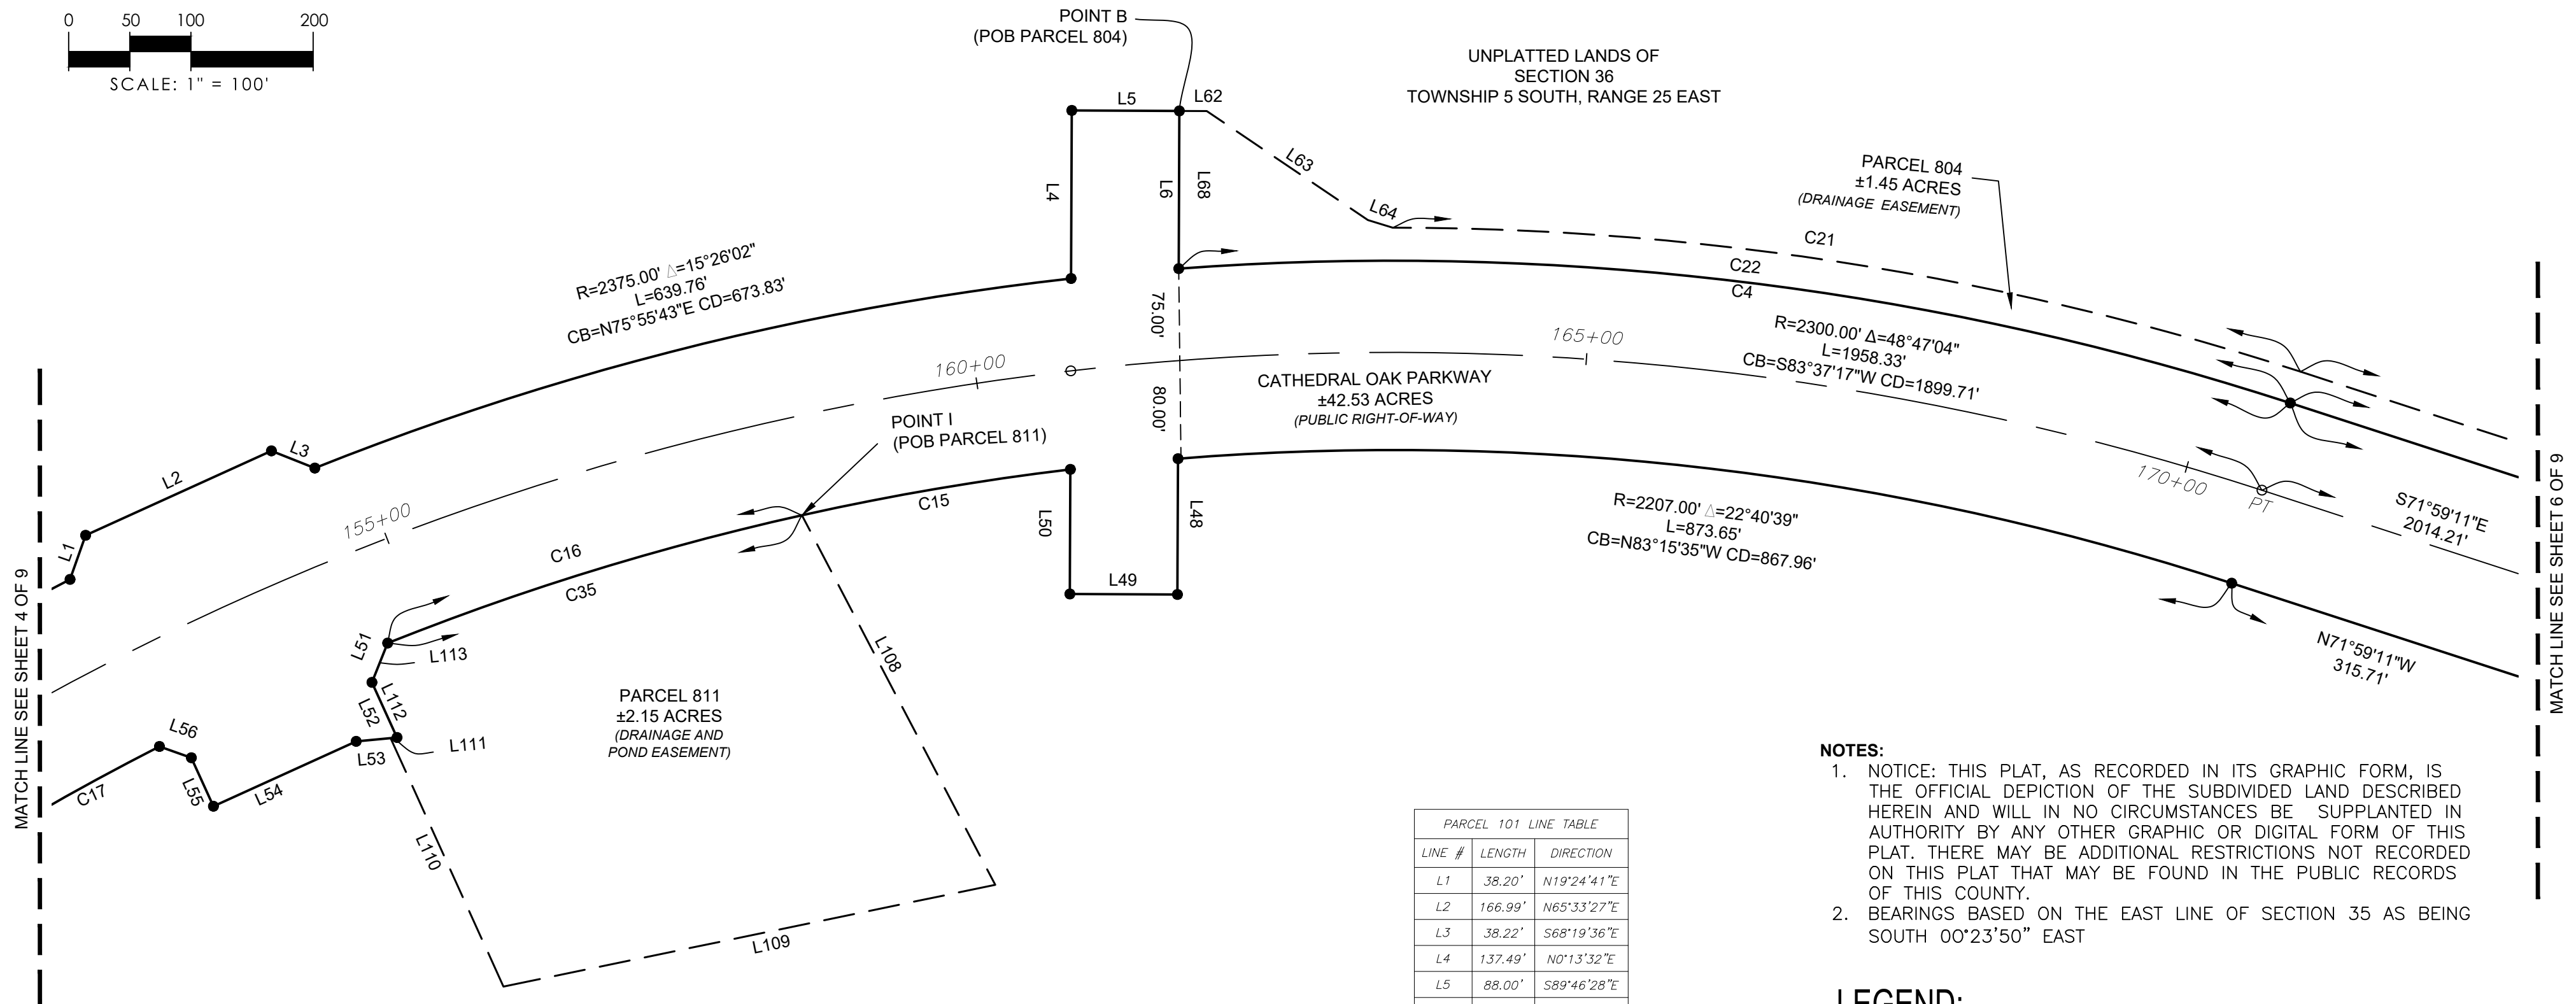 0 50 100 200
SCALE: 1" = 100'
POINT B
(POB PARCEL 804)
UNPLATTED LANDS OF
SECTION 36
TOWNSHIP 5 SOUTH, RANGE 25 EAST
L5
L62
L63
L64
L4
L6
L68
PARCEL 804
±1.45 ACRES
(DRAINAGE EASEMENT)
C21
C22
C4
R=2375.00' △=15°26'02"
L=639.76'
CB=N75°55'43"E CD=673.83'
75.00'
80.00'
165+00
R=2300.00' Δ=48°47'04"
L=1958.33'
CB=S83°37'17"W CD=1899.71'
160+00
CATHEDRAL OAK PARKWAY
±42.53 ACRES
(PUBLIC RIGHT-OF-WAY)
POINT I
(POB PARCEL 811)
L1
L2
L3
155+00
C15
C16
C35
L50
L48
L49
R=2207.00' △=22°40'39"
L=873.65'
CB=N83°15'35"W CD=867.96'
170+00
PT
S71°59'11"E
2014.21'
N71°59'11"W
315.71'
MATCH LINE SEE SHEET 4 OF 9
MATCH LINE SEE SHEET 6 OF 9
L51
L113
L112
L52
L53
L111
L56
L55
L54
C17
L108
L110
L109
PARCEL 811
±2.15 ACRES
(DRAINAGE AND
POND EASEMENT)
PARCEL 101 LINE TABLE
LINE # LENGTH DIRECTION
L1 38.20' N19°24'41"E
L2 166.99' N65°33'27"E
L3 38.22' S68°19'36"E
L4 137.49' N0°13'32"E
L5 88.00' S89°46'28"E
NOTES:
1. NOTICE: THIS PLAT, AS RECORDED IN ITS GRAPHIC FORM, IS
THE OFFICIAL DEPICTION OF THE SUBDIVIDED LAND DESCRIBED
HEREIN AND WILL IN NO CIRCUMSTANCES BE SUPPLANTED IN
AUTHORITY BY ANY OTHER GRAPHIC OR DIGITAL FORM OF THIS
PLAT. THERE MAY BE ADDITIONAL RESTRICTIONS NOT RECORDED
ON THIS PLAT THAT MAY BE FOUND IN THE PUBLIC RECORDS
OF THIS COUNTY.
2. BEARINGS BASED ON THE EAST LINE OF SECTION 35 AS BEING
SOUTH 00°23'50" EAST
LEGEND: